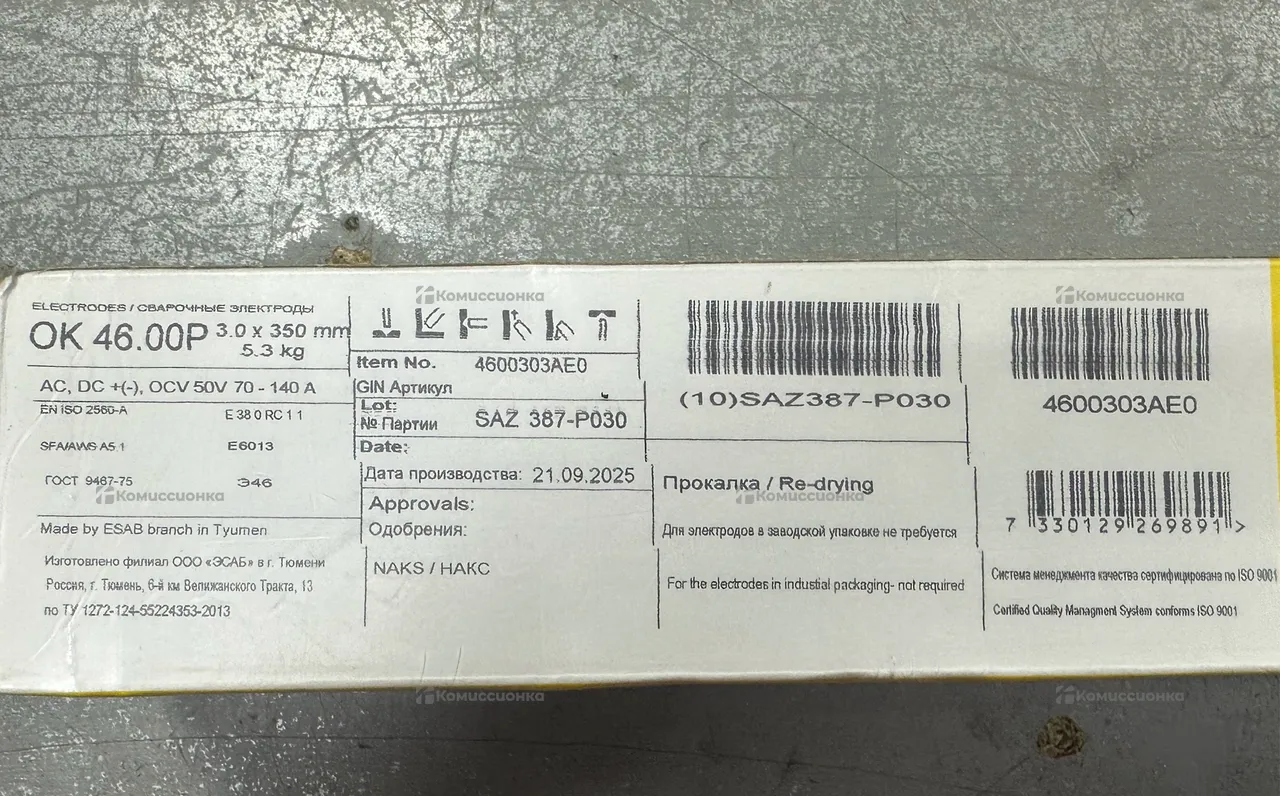 ELECTRODES / СВАРОЧНЫЕ ЭЛЕКТРОДЫ
OK 46.00P 3.0 x 350 mm
5.3 kg
AC, DC +(-), OCV 50V 70 - 140 A
EN ISO 2560-A E 38 0 RC 1 1
SFA/AWS A5.1 E6013
ГОСТ 9467-75 Э46
Made by ESAB branch in Tyumen
Изготовлено филиал ООО «ЭСАБ» в г. Тюмени
Россия, г. Тюмень, 6-й км Велижанского Тракта, 13
по ТУ 1272-124-55224353-2013
Item No. 4600303AE0
GIN Артикул
Lot:
№ Партии SAZ 387-P030
Date:
Дата производства: 21.09.2025
Approvals:
Одобрения:
NAKS / НАКС
(10)SAZ387-P030
Прокалка / Re-drying
Для электродов в заводской упаковке не требуется
For the electrodes in industial packaging- not required
4600303AE0
7 330129 269891 >
Система менеджмента качества сертифицирована по ISO 9001
Certified Quality Managment System conforms ISO 9001
Комиссионка
Комиссионка
Комиссионка
Комиссионка
Комиссионка
Комиссионка